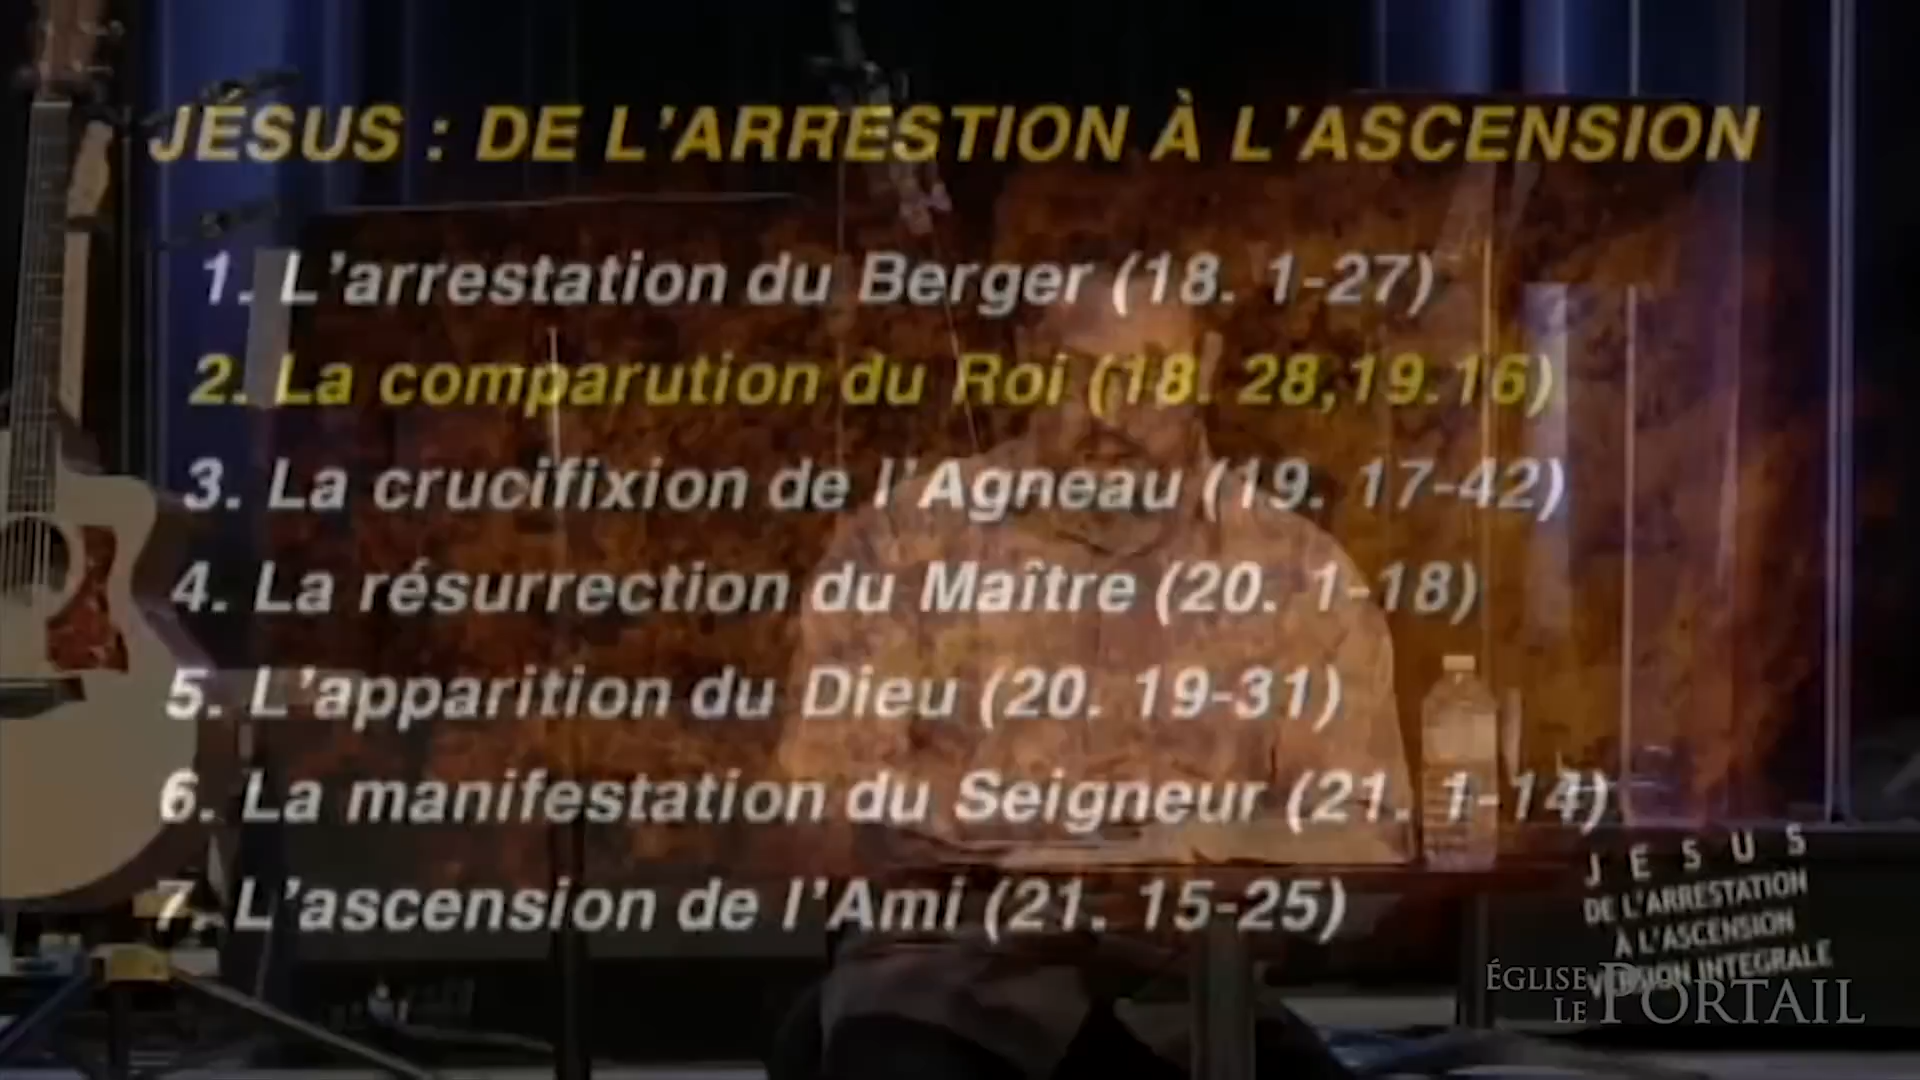 JÉSUS : DE L'ARRESTION À L'ASCENSION
1. L'arrestation du Berger (18. 1-27)
2. La comparution du Roi (18. 28,19.16)
3. La crucifixion de l'Agneau (19. 17-42)
4. La résurrection du Maître (20. 1-18)
5. L'apparition du Dieu (20. 19-31)
6. La manifestation du Seigneur (21. 1-14)
7. L'ascension de l'Ami (21. 15-25)
JESUS
DE L'ARRESTATION
À L'ASCENSION
VERSION INTEGRALE
ÉGLISE
LE PORTAIL